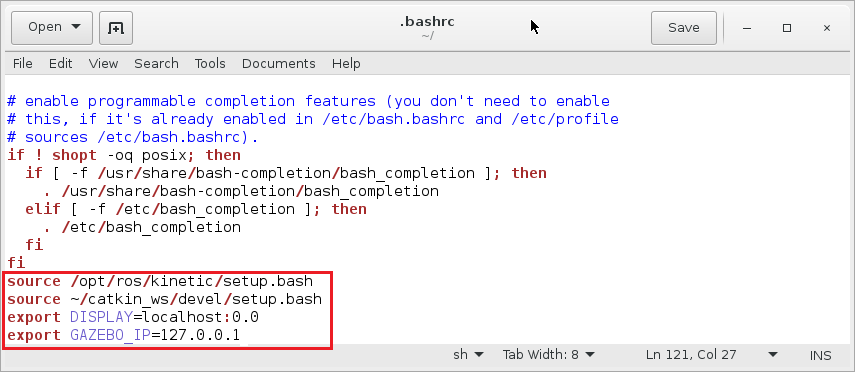 Open
.bashrc
~/
Save
File Edit View Search Tools Documents Help
# enable programmable completion features (you don't need to enable
# this, if it's already enabled in /etc/bash.bashrc and /etc/profile
# sources /etc/bash.bashrc).
if ! shopt -oq posix; then
  if [ -f /usr/share/bash-completion/bash_completion ]; then
    . /usr/share/bash-completion/bash_completion
  elif [ -f /etc/bash_completion ]; then
    . /etc/bash_completion
  fi
fi
source /opt/ros/kinetic/setup.bash
source ~/catkin_ws/devel/setup.bash
export DISPLAY=localhost:0.0
export GAZEBO_IP=127.0.0.1
sh Tab Width: 8 Ln 121, Col 27 INS